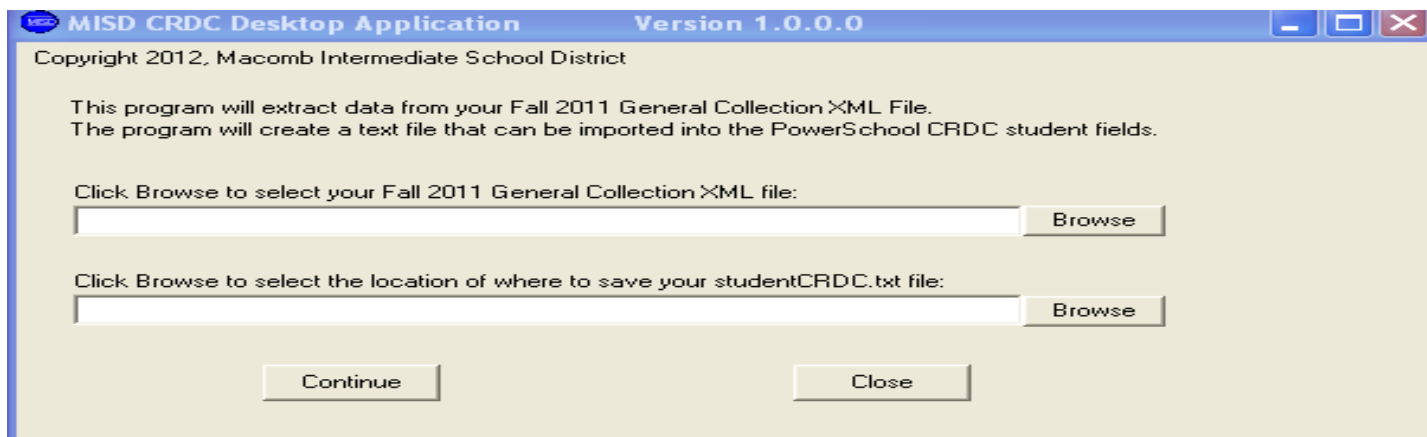 MISD MISD CRDC Desktop Application Version 1.0.0.0
Copyright 2012, Macomb Intermediate School District
This program will extract data from your Fall 2011 General Collection XML File.
The program will create a text file that can be imported into the PowerSchool CRDC student fields.
Click Browse to select your Fall 2011 General Collection XML file:
Browse
Click Browse to select the location of where to save your studentCRDC.txt file:
Browse
Continue Close